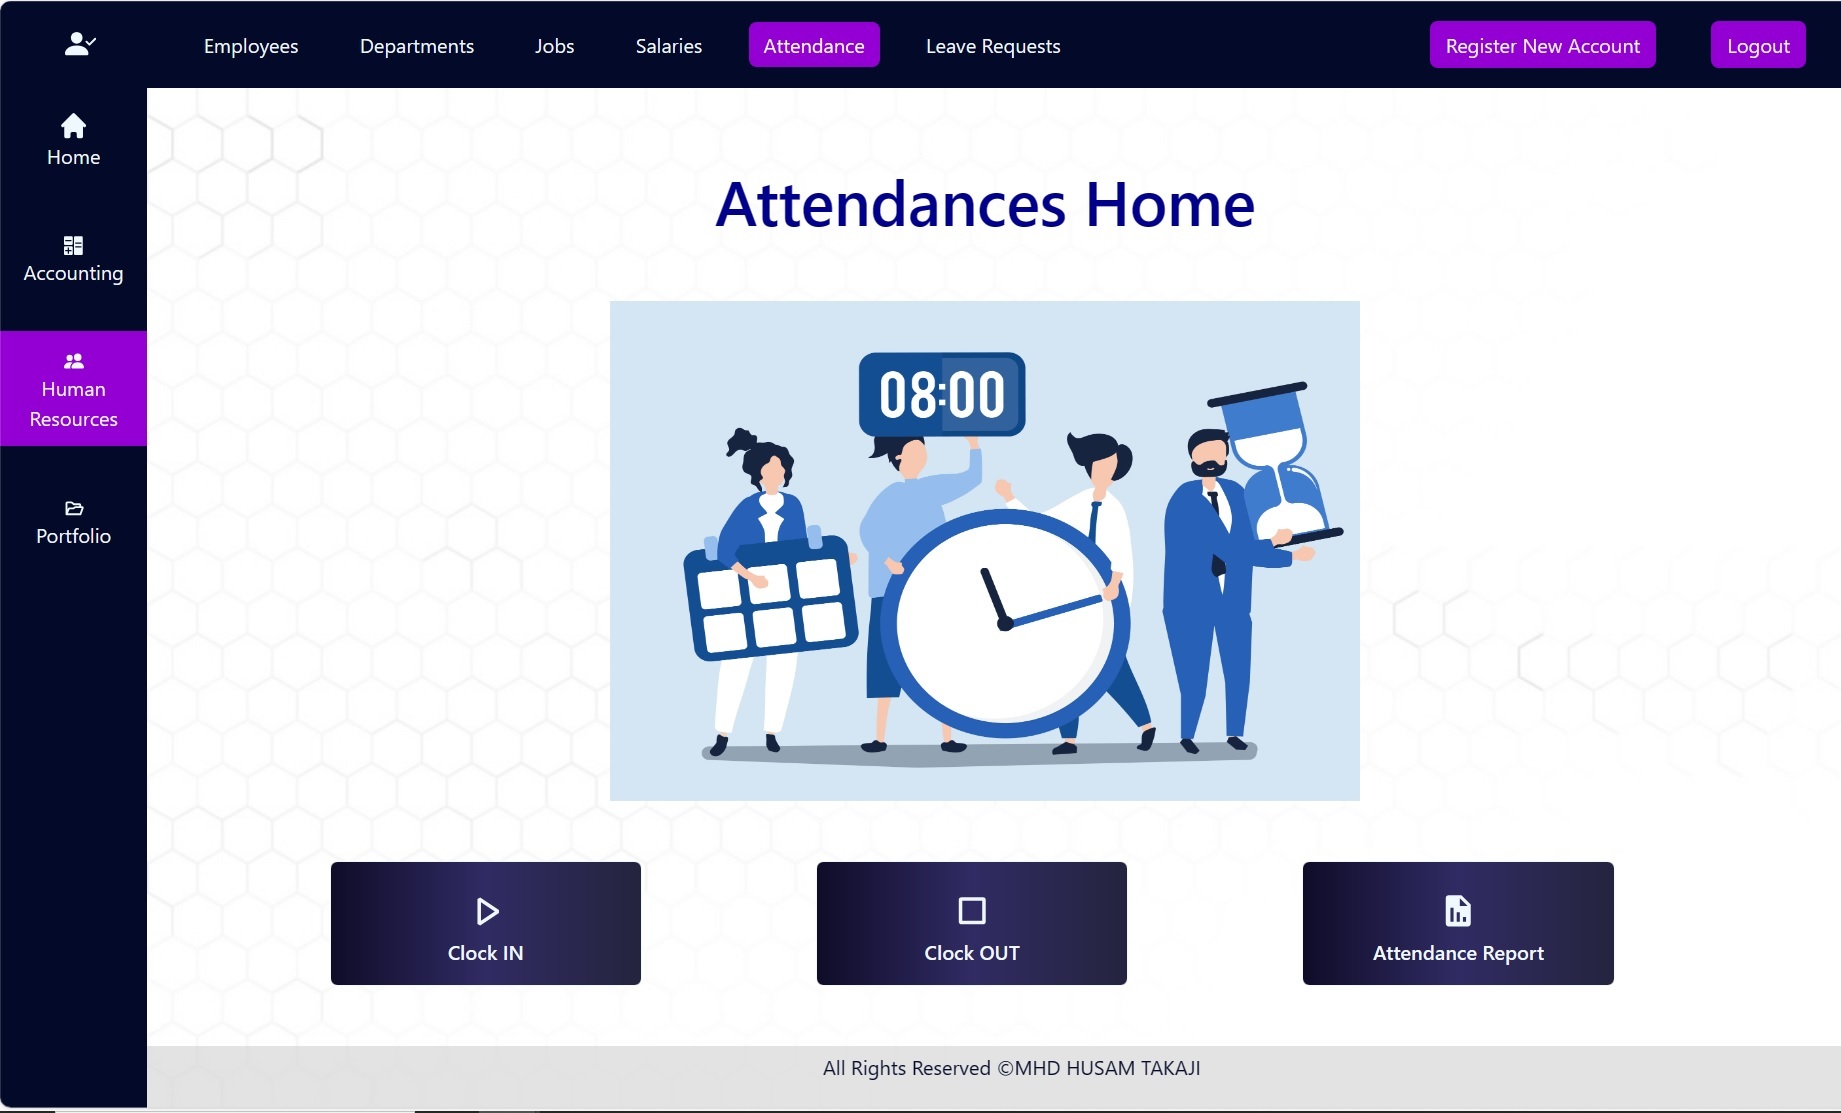 Employees
Departments
Jobs
Salaries
Attendance
Leave Requests
Register New Account
Logout
Home
Accounting
Human
Resources
Portfolio
Attendances Home
08:00
Clock IN
Clock OUT
Attendance Report
All Rights Reserved ©MHD HUSAM TAKAJI